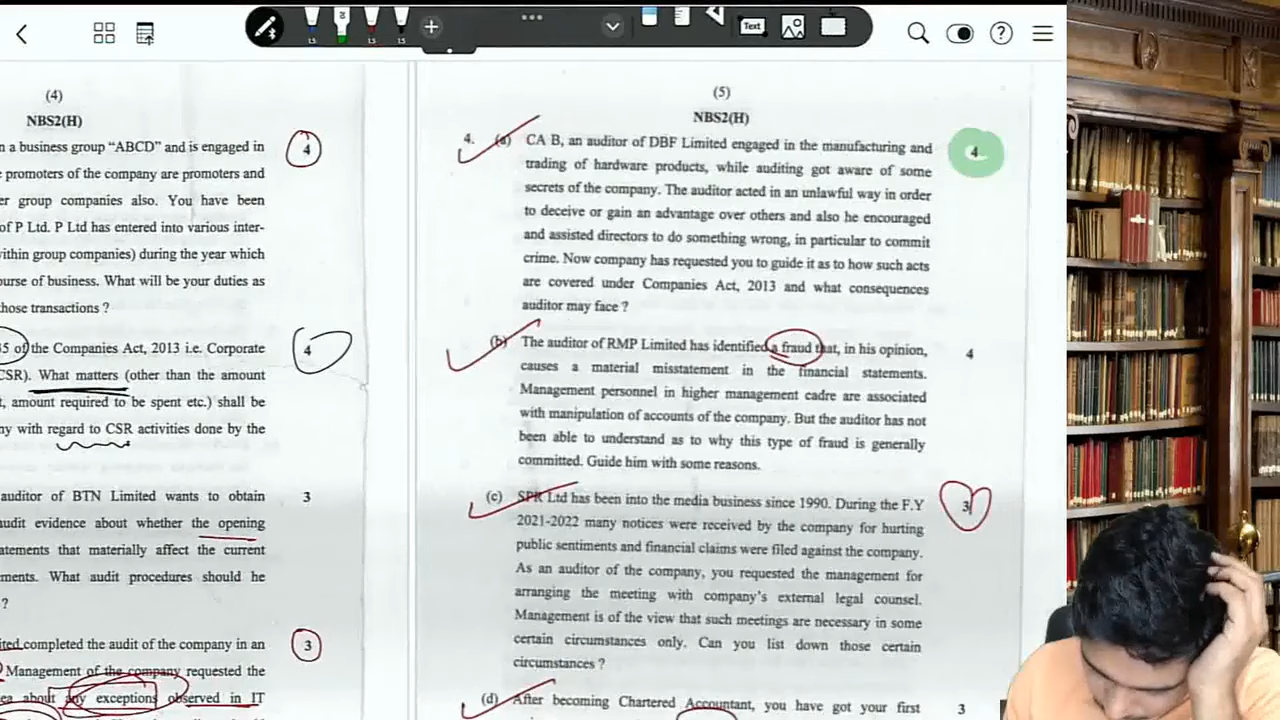 (4)
NBS2(H)
n a business group “ABCD” and is engaged in
4
e promoters of the company are promoters and
er group companies also. You have been
of P Ltd. P Ltd has entered into various inter-
ithin group companies) during the year which
ourse of business. What will be your duties as
those transactions ?
35 of the Companies Act, 2013 i.e. Corporate
4
CSR). What matters (other than the amount
t, amount required to be spent etc.) shall be
ny with regard to CSR activities done by the
auditor of BTN Limited wants to obtain
3
audit evidence about whether the opening
atements that materially affect the current
ments. What audit procedures should he
?
ited completed the audit of the company in an
3
Management of the company requested the
ea about any exceptions observed in IT
Text
(5)
NBS2(H)
4. (a) CA B, an auditor of DBF Limited engaged in the manufacturing and
4
trading of hardware products, while auditing got aware of some
secrets of the company. The auditor acted in an unlawful way in order
to deceive or gain an advantage over others and also he encouraged
and assisted directors to do something wrong, in particular to commit
crime. Now company has requested you to guide it as to how such acts
are covered under Companies Act, 2013 and what consequences
auditor may face ?
(b) The auditor of RMP Limited has identified a fraud that, in his opinion,
4
causes a material misstatement in the financial statements.
Management personnel in higher management cadre are associated
with manipulation of accounts of the company. But the auditor has not
been able to understand as to why this type of fraud is generally
committed. Guide him with some reasons.
(c) SPR Ltd has been into the media business since 1990. During the F.Y
3
2021-2022 many notices were received by the company for hurting
public sentiments and financial claims were filed against the company.
As an auditor of the company, you requested the management for
arranging the meeting with company’s external legal counsel.
Management is of the view that such meetings are necessary in some
certain circumstances only. Can you list down those certain
circumstances ?
(d) After becoming Chartered Accountant, you have got your first
3